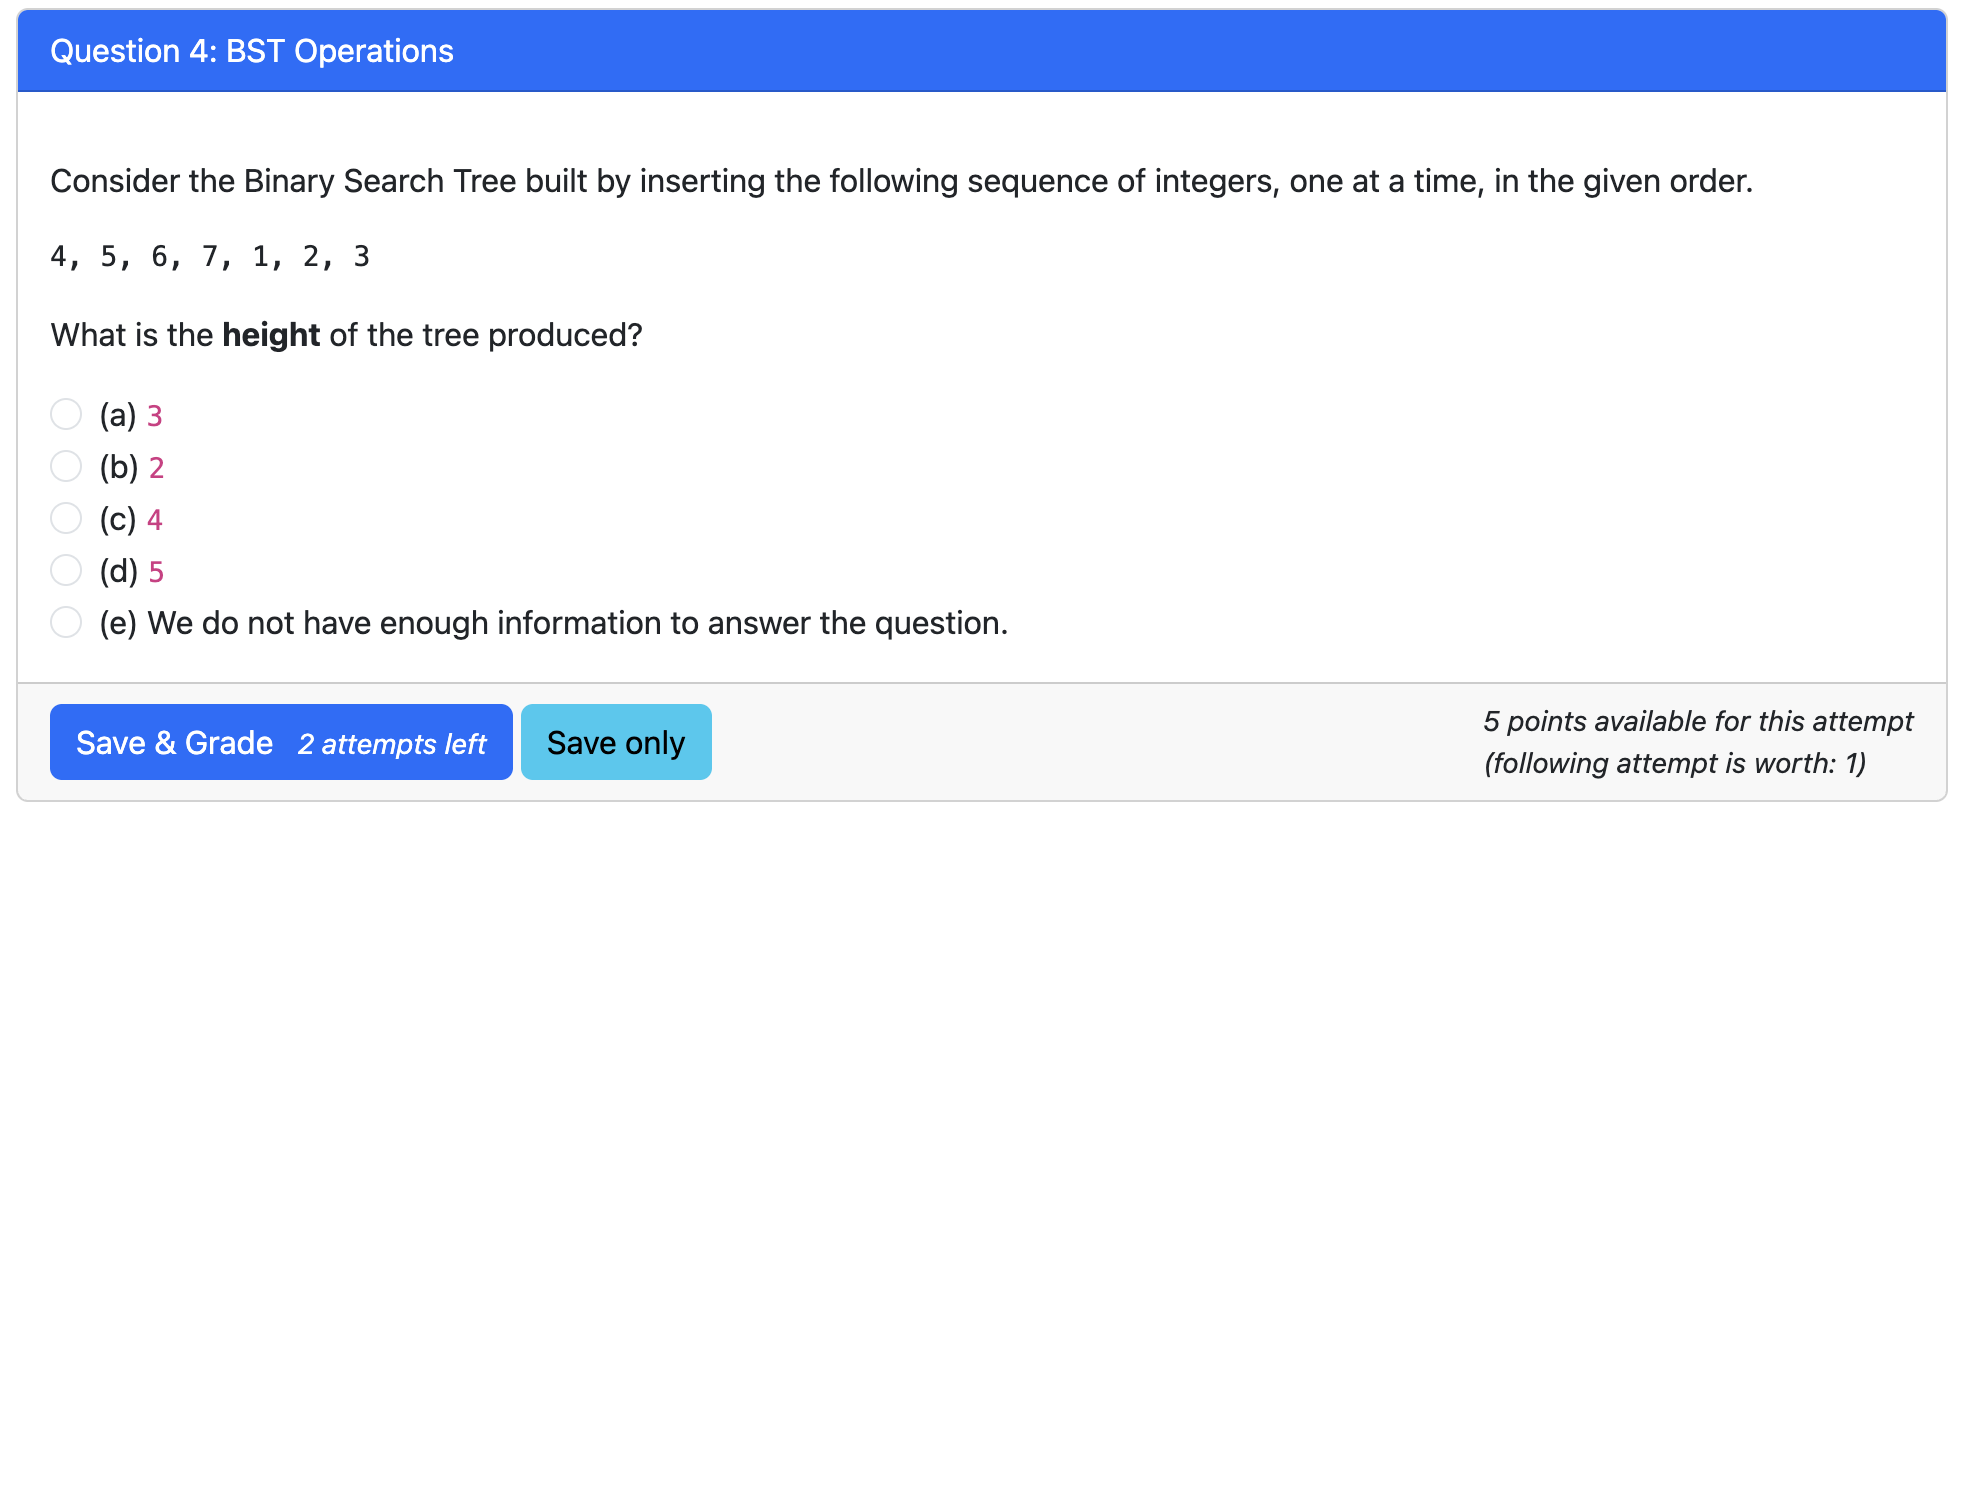 Question 4: BST Operations
Consider the Binary Search Tree built by inserting the following sequence of integers, one at a time, in the given order.
4, 5, 6, 7, 1, 2, 3
What is the height of the tree produced?
(a) 3
(b) 2
(c) 4
(d) 5
(e) We do not have enough information to answer the question.
Save & Grade 2 attempts left
Save only
5 points available for this attempt
(following attempt is worth: 1)